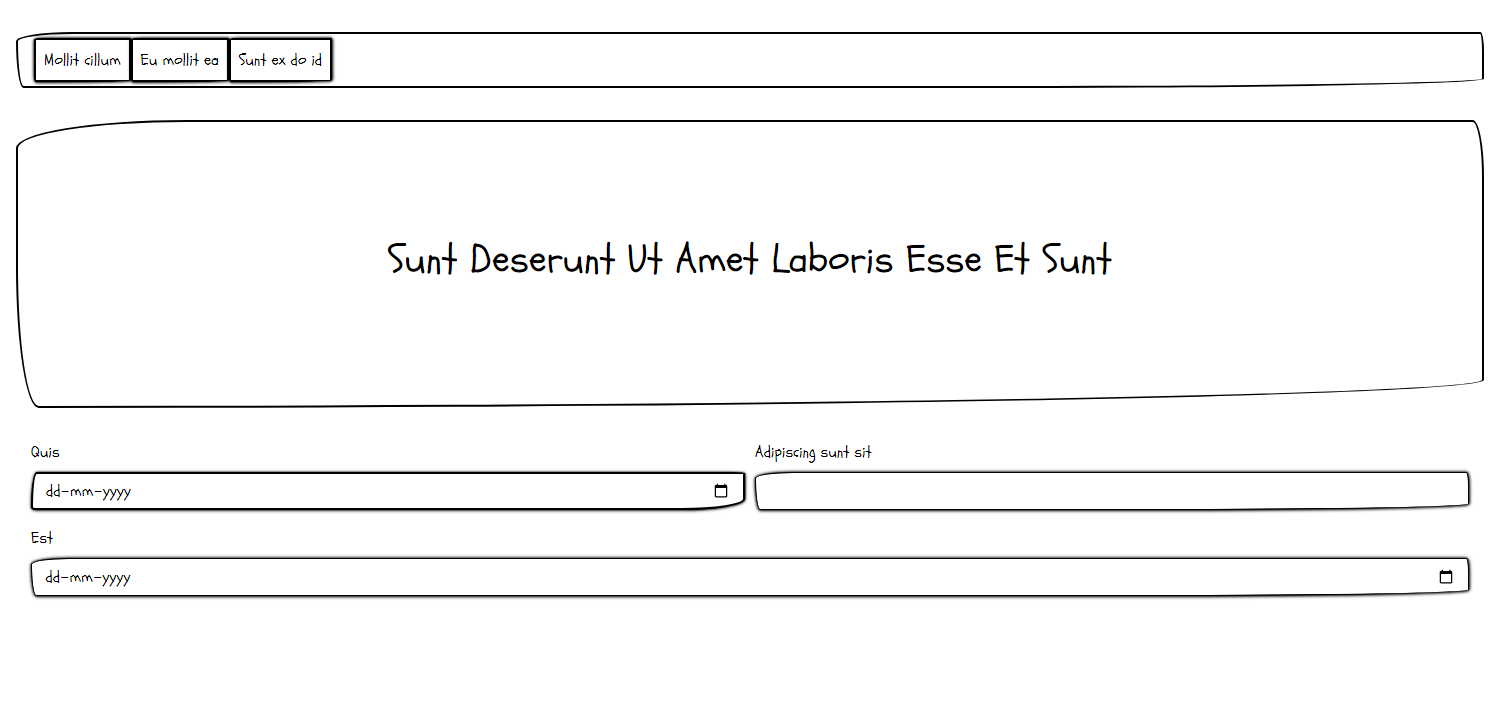 Mollit cillum Eu mollit ea Sunt ex do id
Sunt Deserunt Ut Amet Laboris Esse Et Sunt
Quis Adipiscing sunt sit
dd-mm-yyyy
Est
dd-mm-yyyy